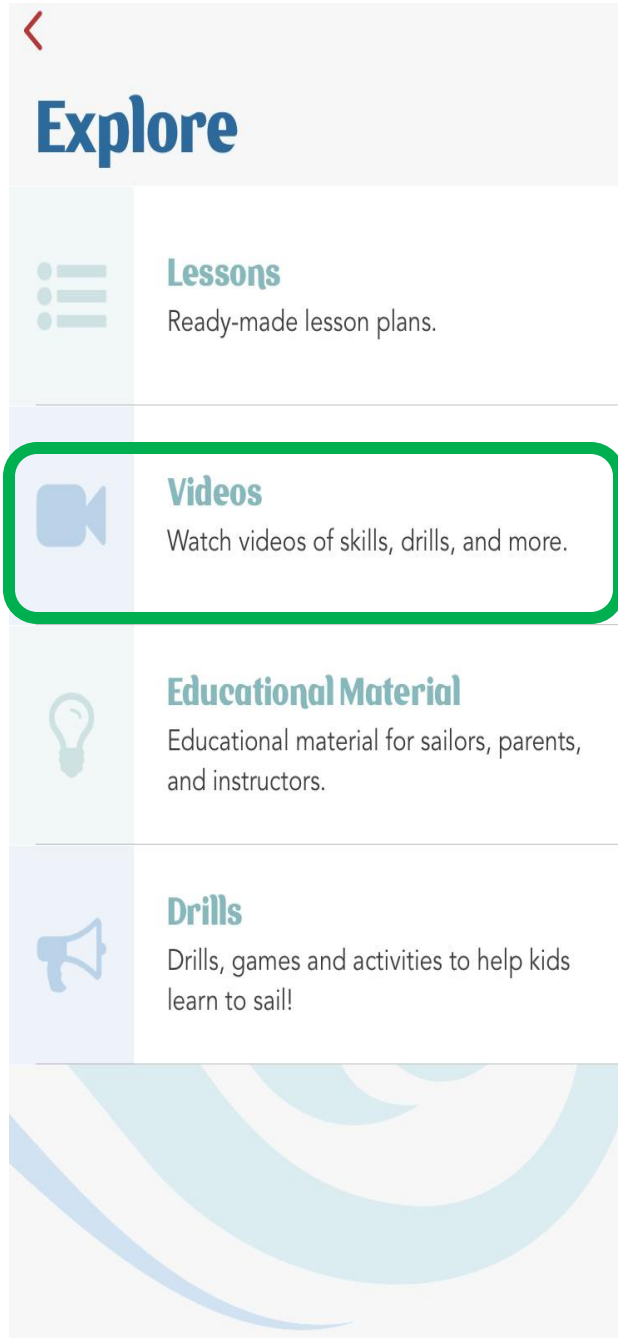 Explore
Lessons
Ready-made lesson plans.
Videos
Watch videos of skills, drills, and more.
Educational Material
Educational material for sailors, parents,
and instructors.
Drills
Drills, games and activities to help kids
learn to sail!